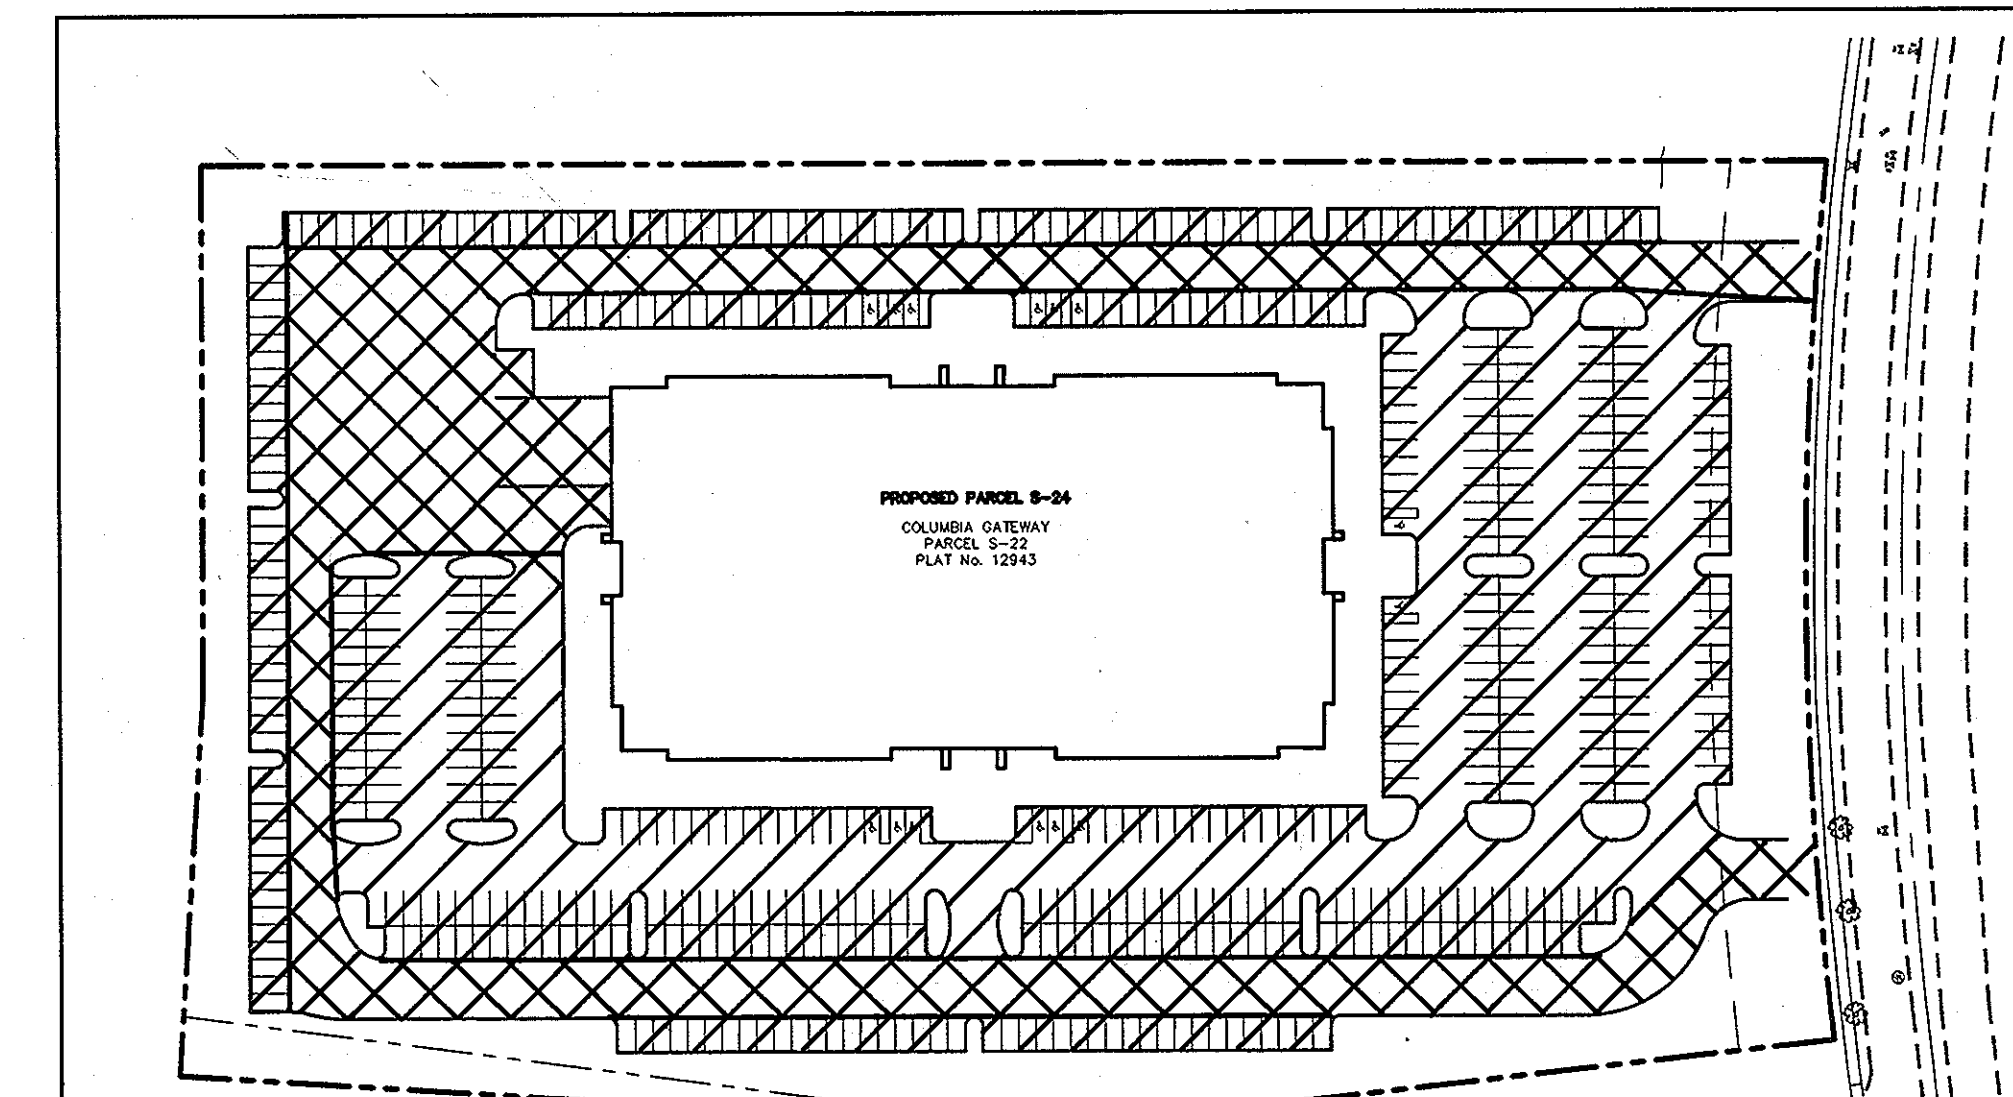 PROPOSED PARCEL S-24
COLUMBIA GATEWAY
PARCEL S-22
PLAT No. 12943